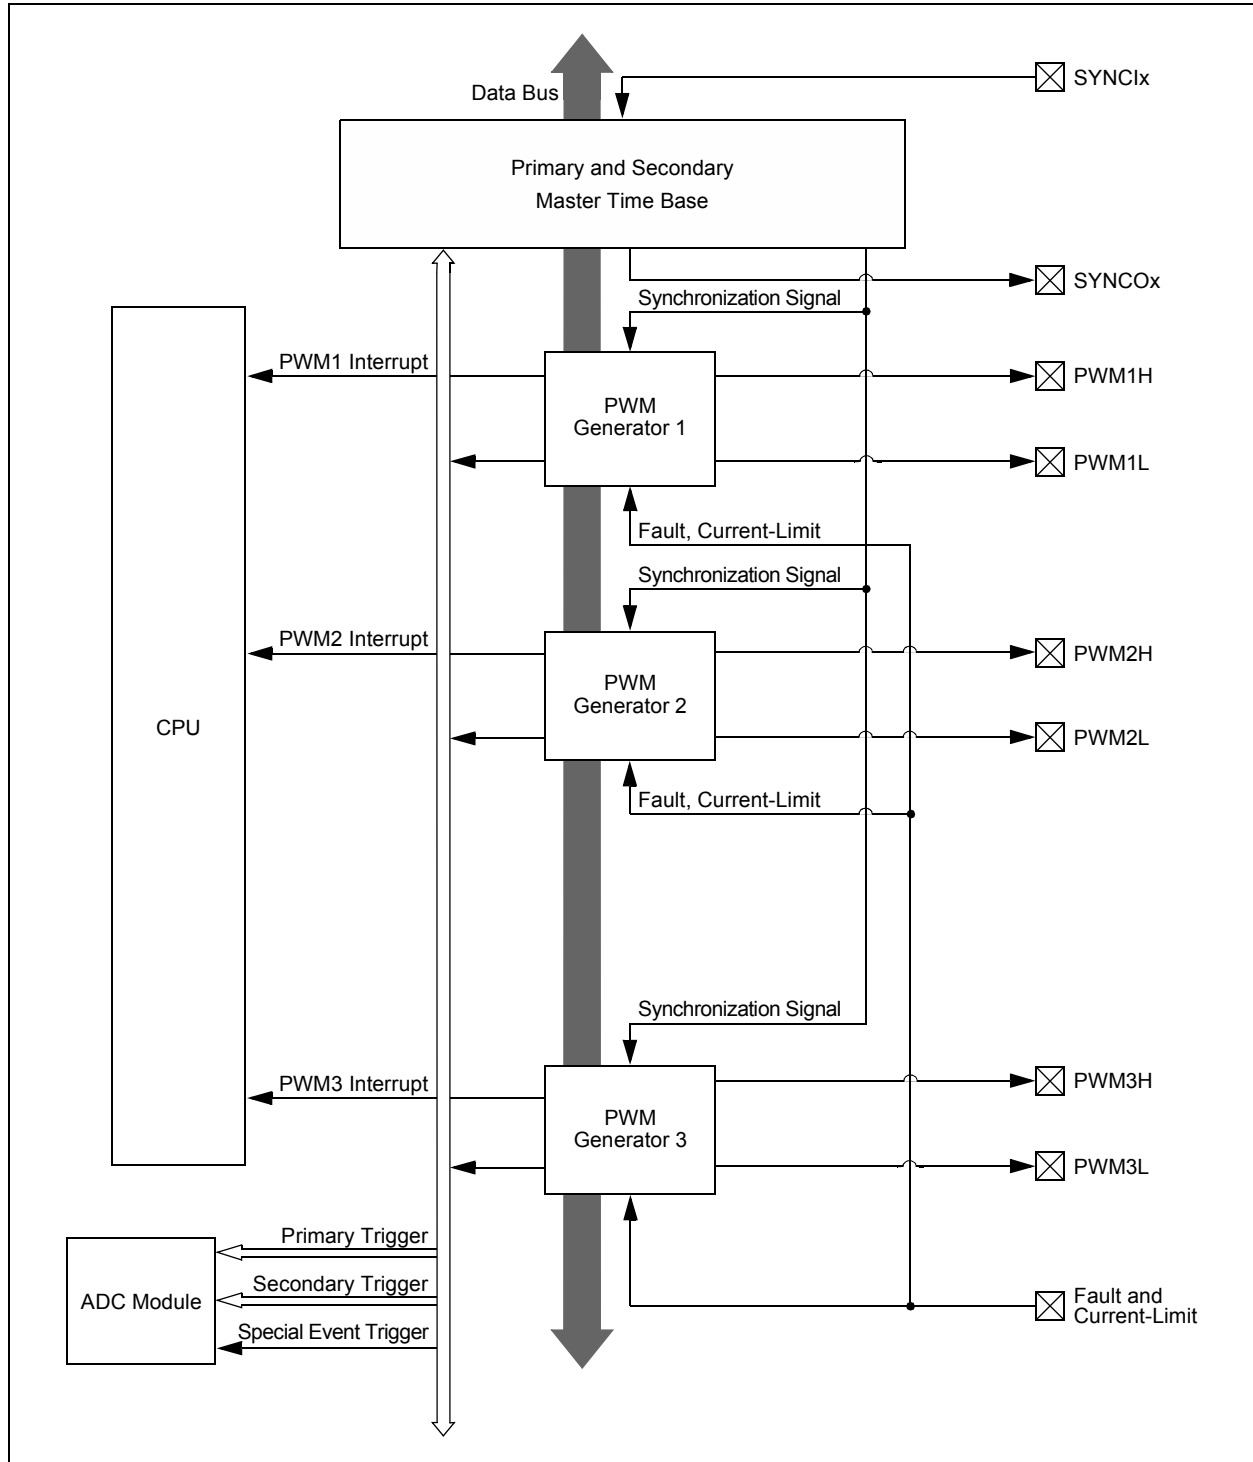 Data Bus
SYNCIx
Primary and Secondary
Master Time Base
SYNCOx
Synchronization Signal
PWM1 Interrupt
PWM
Generator 1
PWM1H
PWM1L
Fault, Current-Limit
Synchronization Signal
PWM2 Interrupt
PWM
Generator 2
PWM2H
PWM2L
CPU
Fault, Current-Limit
Synchronization Signal
PWM3 Interrupt
PWM
Generator 3
PWM3H
PWM3L
Primary Trigger
Secondary Trigger
Special Event Trigger
ADC Module
Fault and
Current-Limit